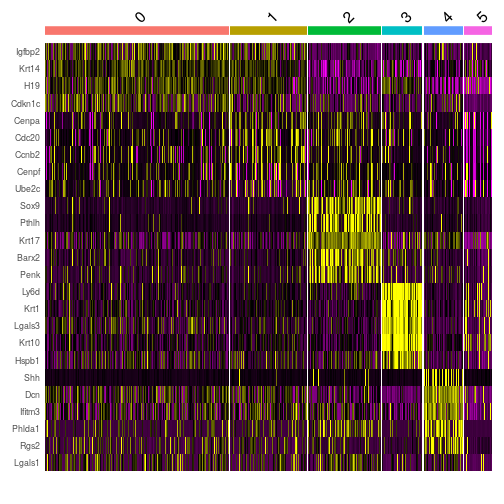 0 1 2 3 4 5
Igfbp2
Krt14
H19
Cdkn1c
Cenpa
Cdc20
Ccnb2
Cenpf
Ube2c
Sox9
Pthlh
Krt17
Barx2
Penk
Ly6d
Krt1
Lgals3
Krt10
Hspb1
Shh
Dcn
Ifitm3
Phlda1
Rgs2
Lgals1